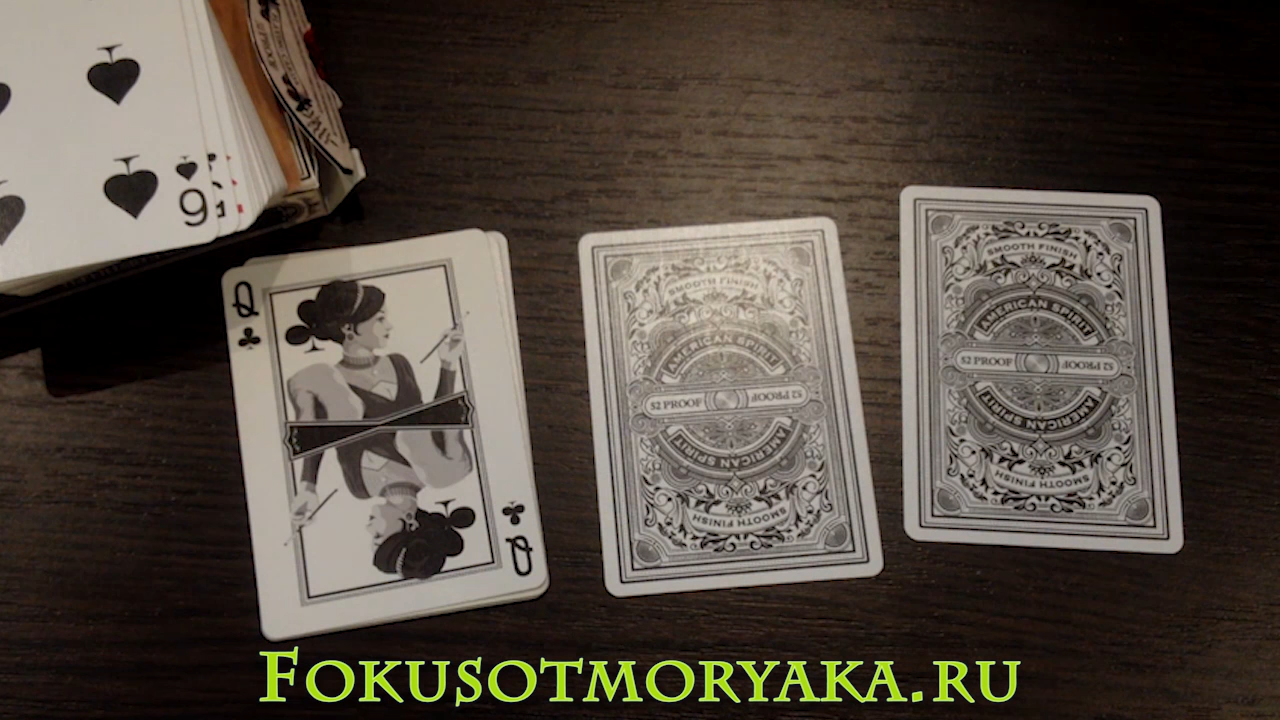 9
Q
Q
SMOOTH FINISH
AMERICAN SPIRIT
52 PROOF 52 PROOF
AMERICAN SPIRIT
SMOOTH FINISH
SMOOTH FINISH
AMERICAN SPIRIT
52 PROOF 52 PROOF
AMERICAN SPIRIT
SMOOTH FINISH
FOKUSOTMORYAKA.RU